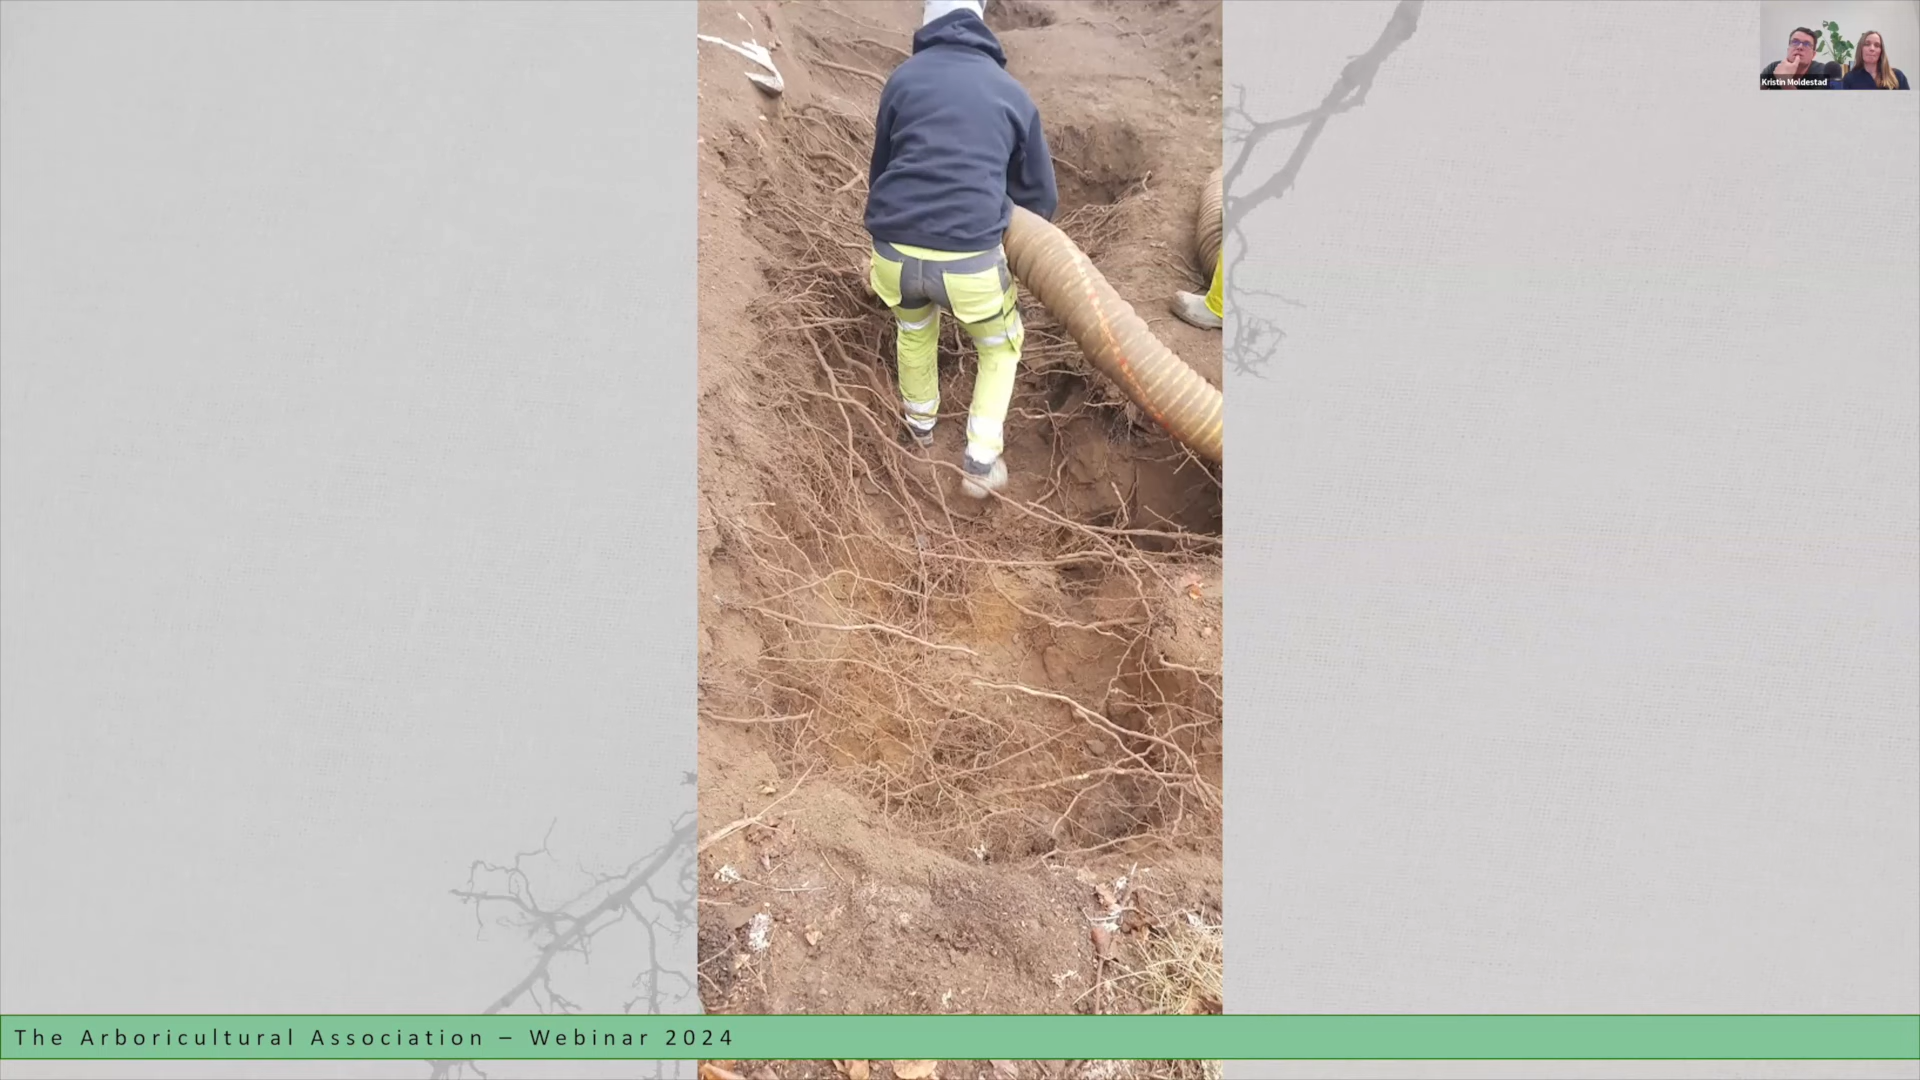 Kristin Moldestad
The Arboricultural Association – Webinar 2024